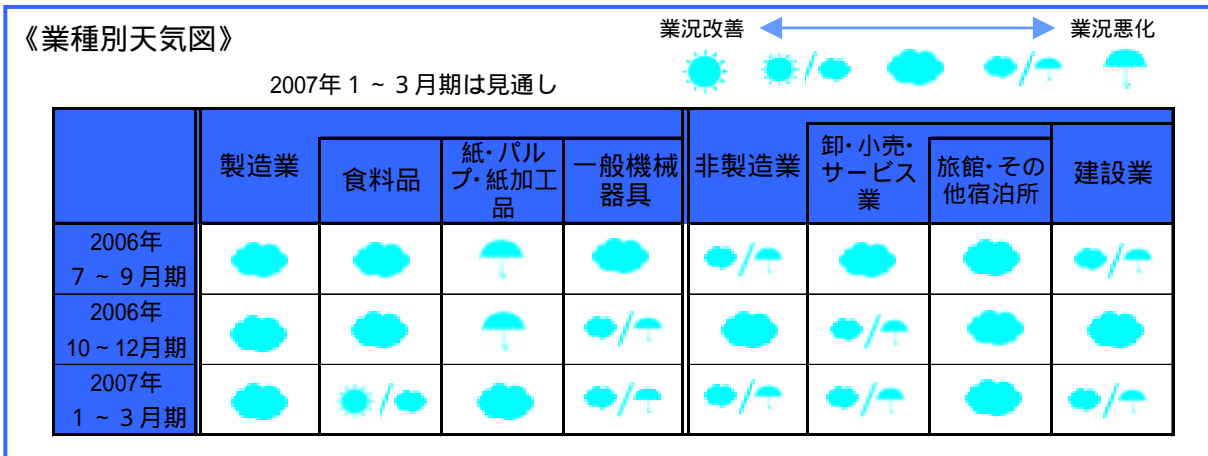 《業種別天気図》
業況改善
業況悪化
2007年1~3月期は見通し
製造業
食料品
紙・パル
プ・紙加工
品
一般機械
器具
非製造業
卸・小売・
サービス
業
旅館・その
他宿泊所
建設業
2006年
7~9月期
2006年
10~12月期
2007年
1~3月期